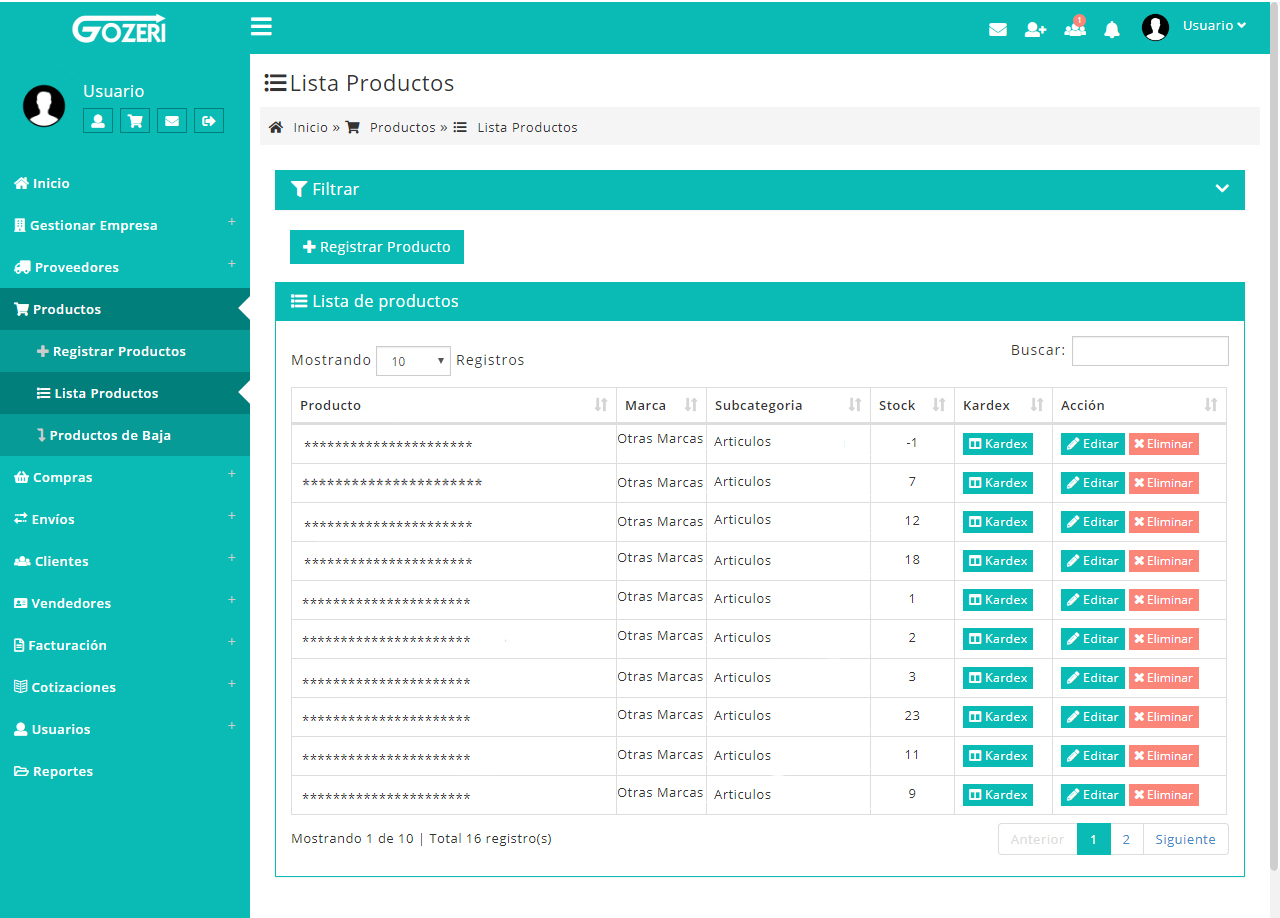 GOZERI
1
Usuario
Usuario
Inicio
Gestionar Empresa +
Proveedores +
Productos
Registrar Productos
Lista Productos
Productos de Baja
Compras +
Envíos +
Clientes +
Vendedores +
Facturación +
Cotizaciones +
Usuarios +
Reportes
Lista Productos
Inicio » Productos » Lista Productos
Filtrar
Registrar Producto
Lista de productos
Mostrando 10 Registros
Buscar:
Producto Marca Subcategoria Stock Kardex Acción
********************** Otras Marcas Articulos -1 Kardex Editar Eliminar
********************** Otras Marcas Articulos 7 Kardex Editar Eliminar
********************** Otras Marcas Articulos 12 Kardex Editar Eliminar
********************** Otras Marcas Articulos 18 Kardex Editar Eliminar
********************** Otras Marcas Articulos 1 Kardex Editar Eliminar
********************** Otras Marcas Articulos 2 Kardex Editar Eliminar
********************** Otras Marcas Articulos 3 Kardex Editar Eliminar
********************** Otras Marcas Articulos 23 Kardex Editar Eliminar
********************** Otras Marcas Articulos 11 Kardex Editar Eliminar
********************** Otras Marcas Articulos 9 Kardex Editar Eliminar
Mostrando 1 de 10 | Total 16 registro(s)
Anterior 1 2 Siguiente